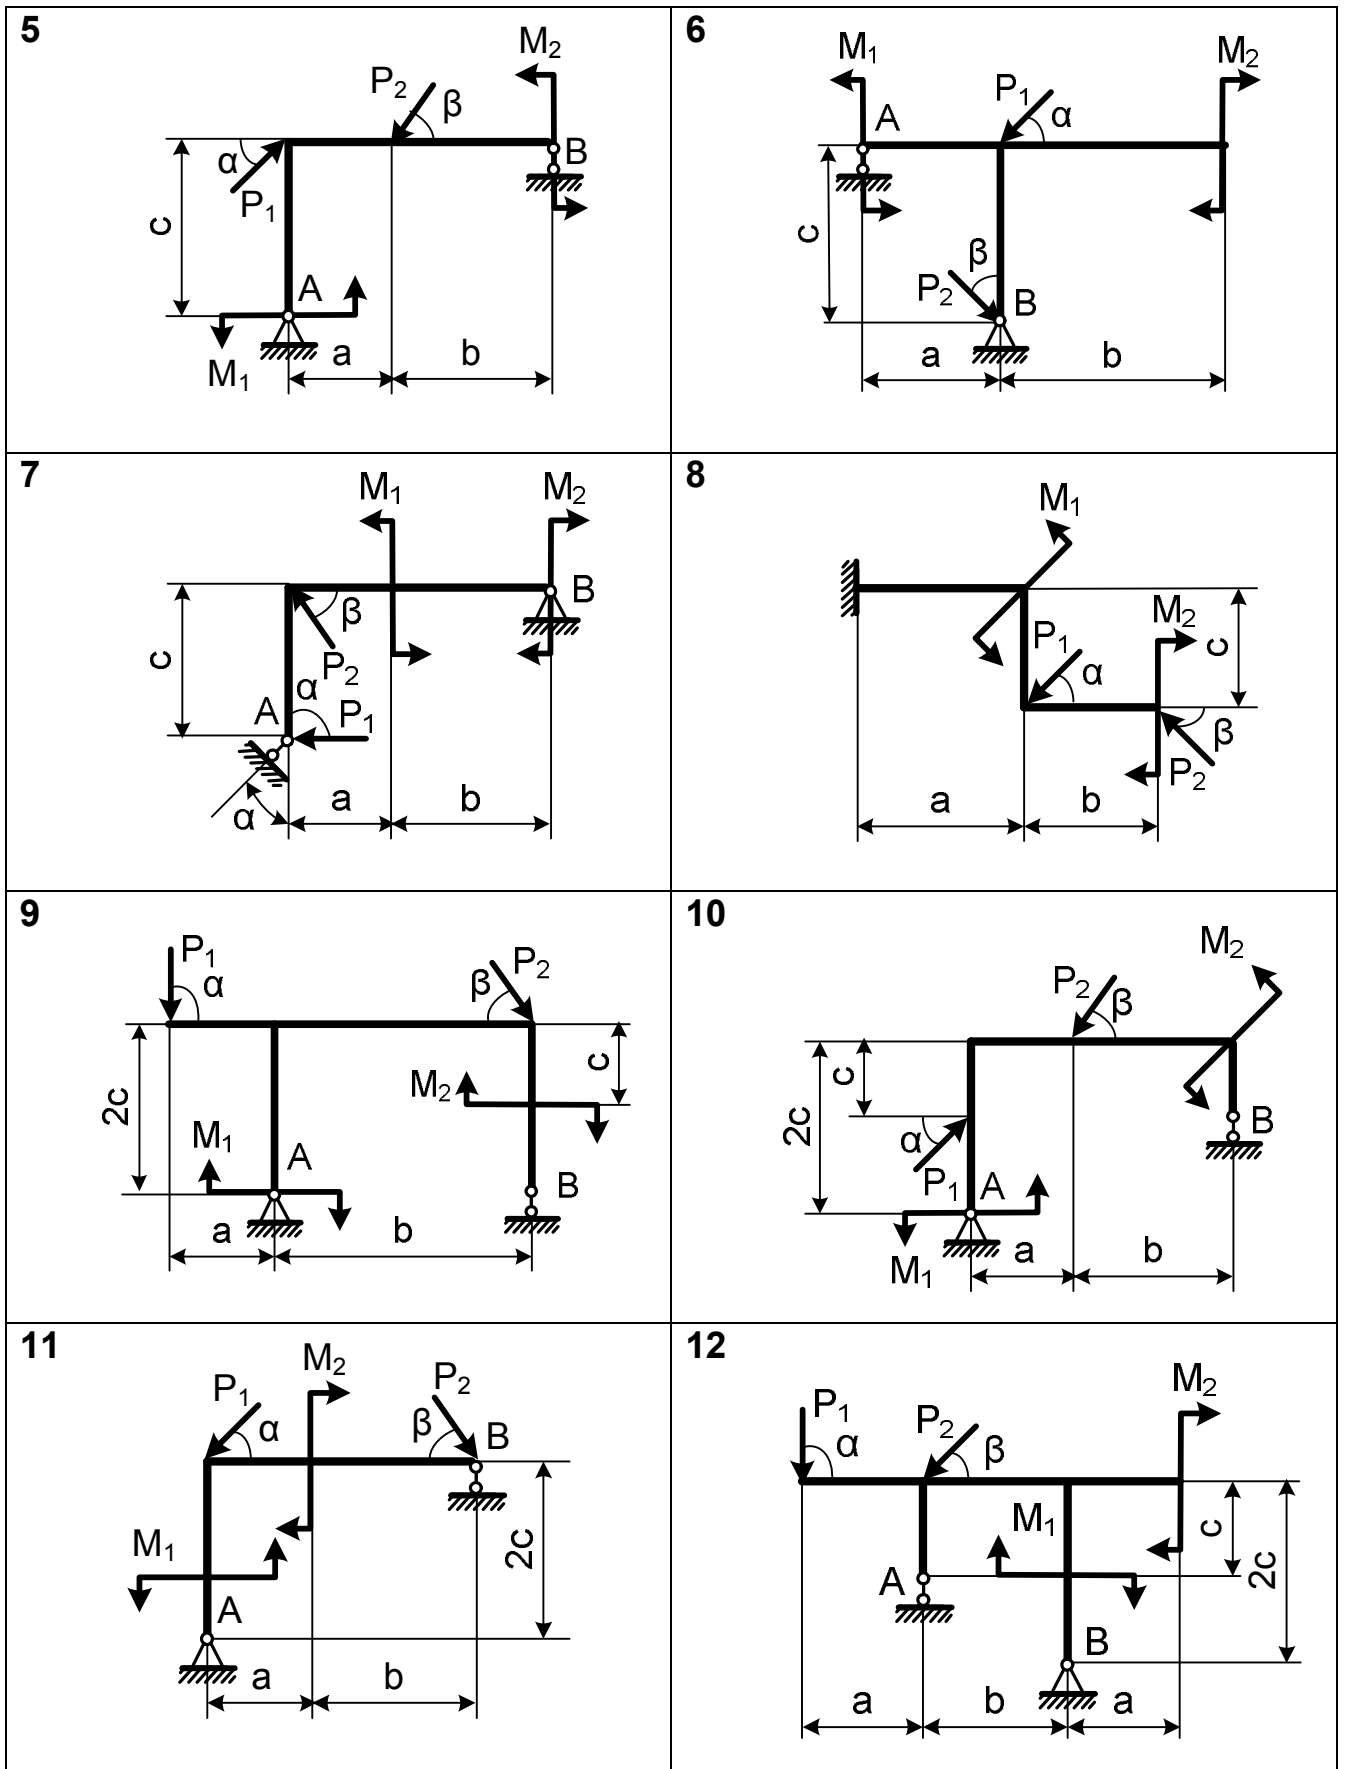 5
M₂
P₂
β
α
B
P₁
c
A
a
b
M₁
6
M₁
M₂
P₁
A
α
c
β
P₂
B
a
b
7
M₁
M₂
β
B
c
P₂
α
A
P₁
a
b
α
8
M₁
M₂
P₁
c
α
β
P₂
a
b
9
P₁
P₂
α
β
c
M₂
2c
M₁
A
B
a
b
10
M₂
P₂
β
c
2c
α
B
P₁
A
a
b
M₁
11
M₂
P₁
P₂
α
β
B
M₁
2c
A
a
b
12
M₂
P₁
P₂
α
β
M₁
c
2c
A
B
a
b
a